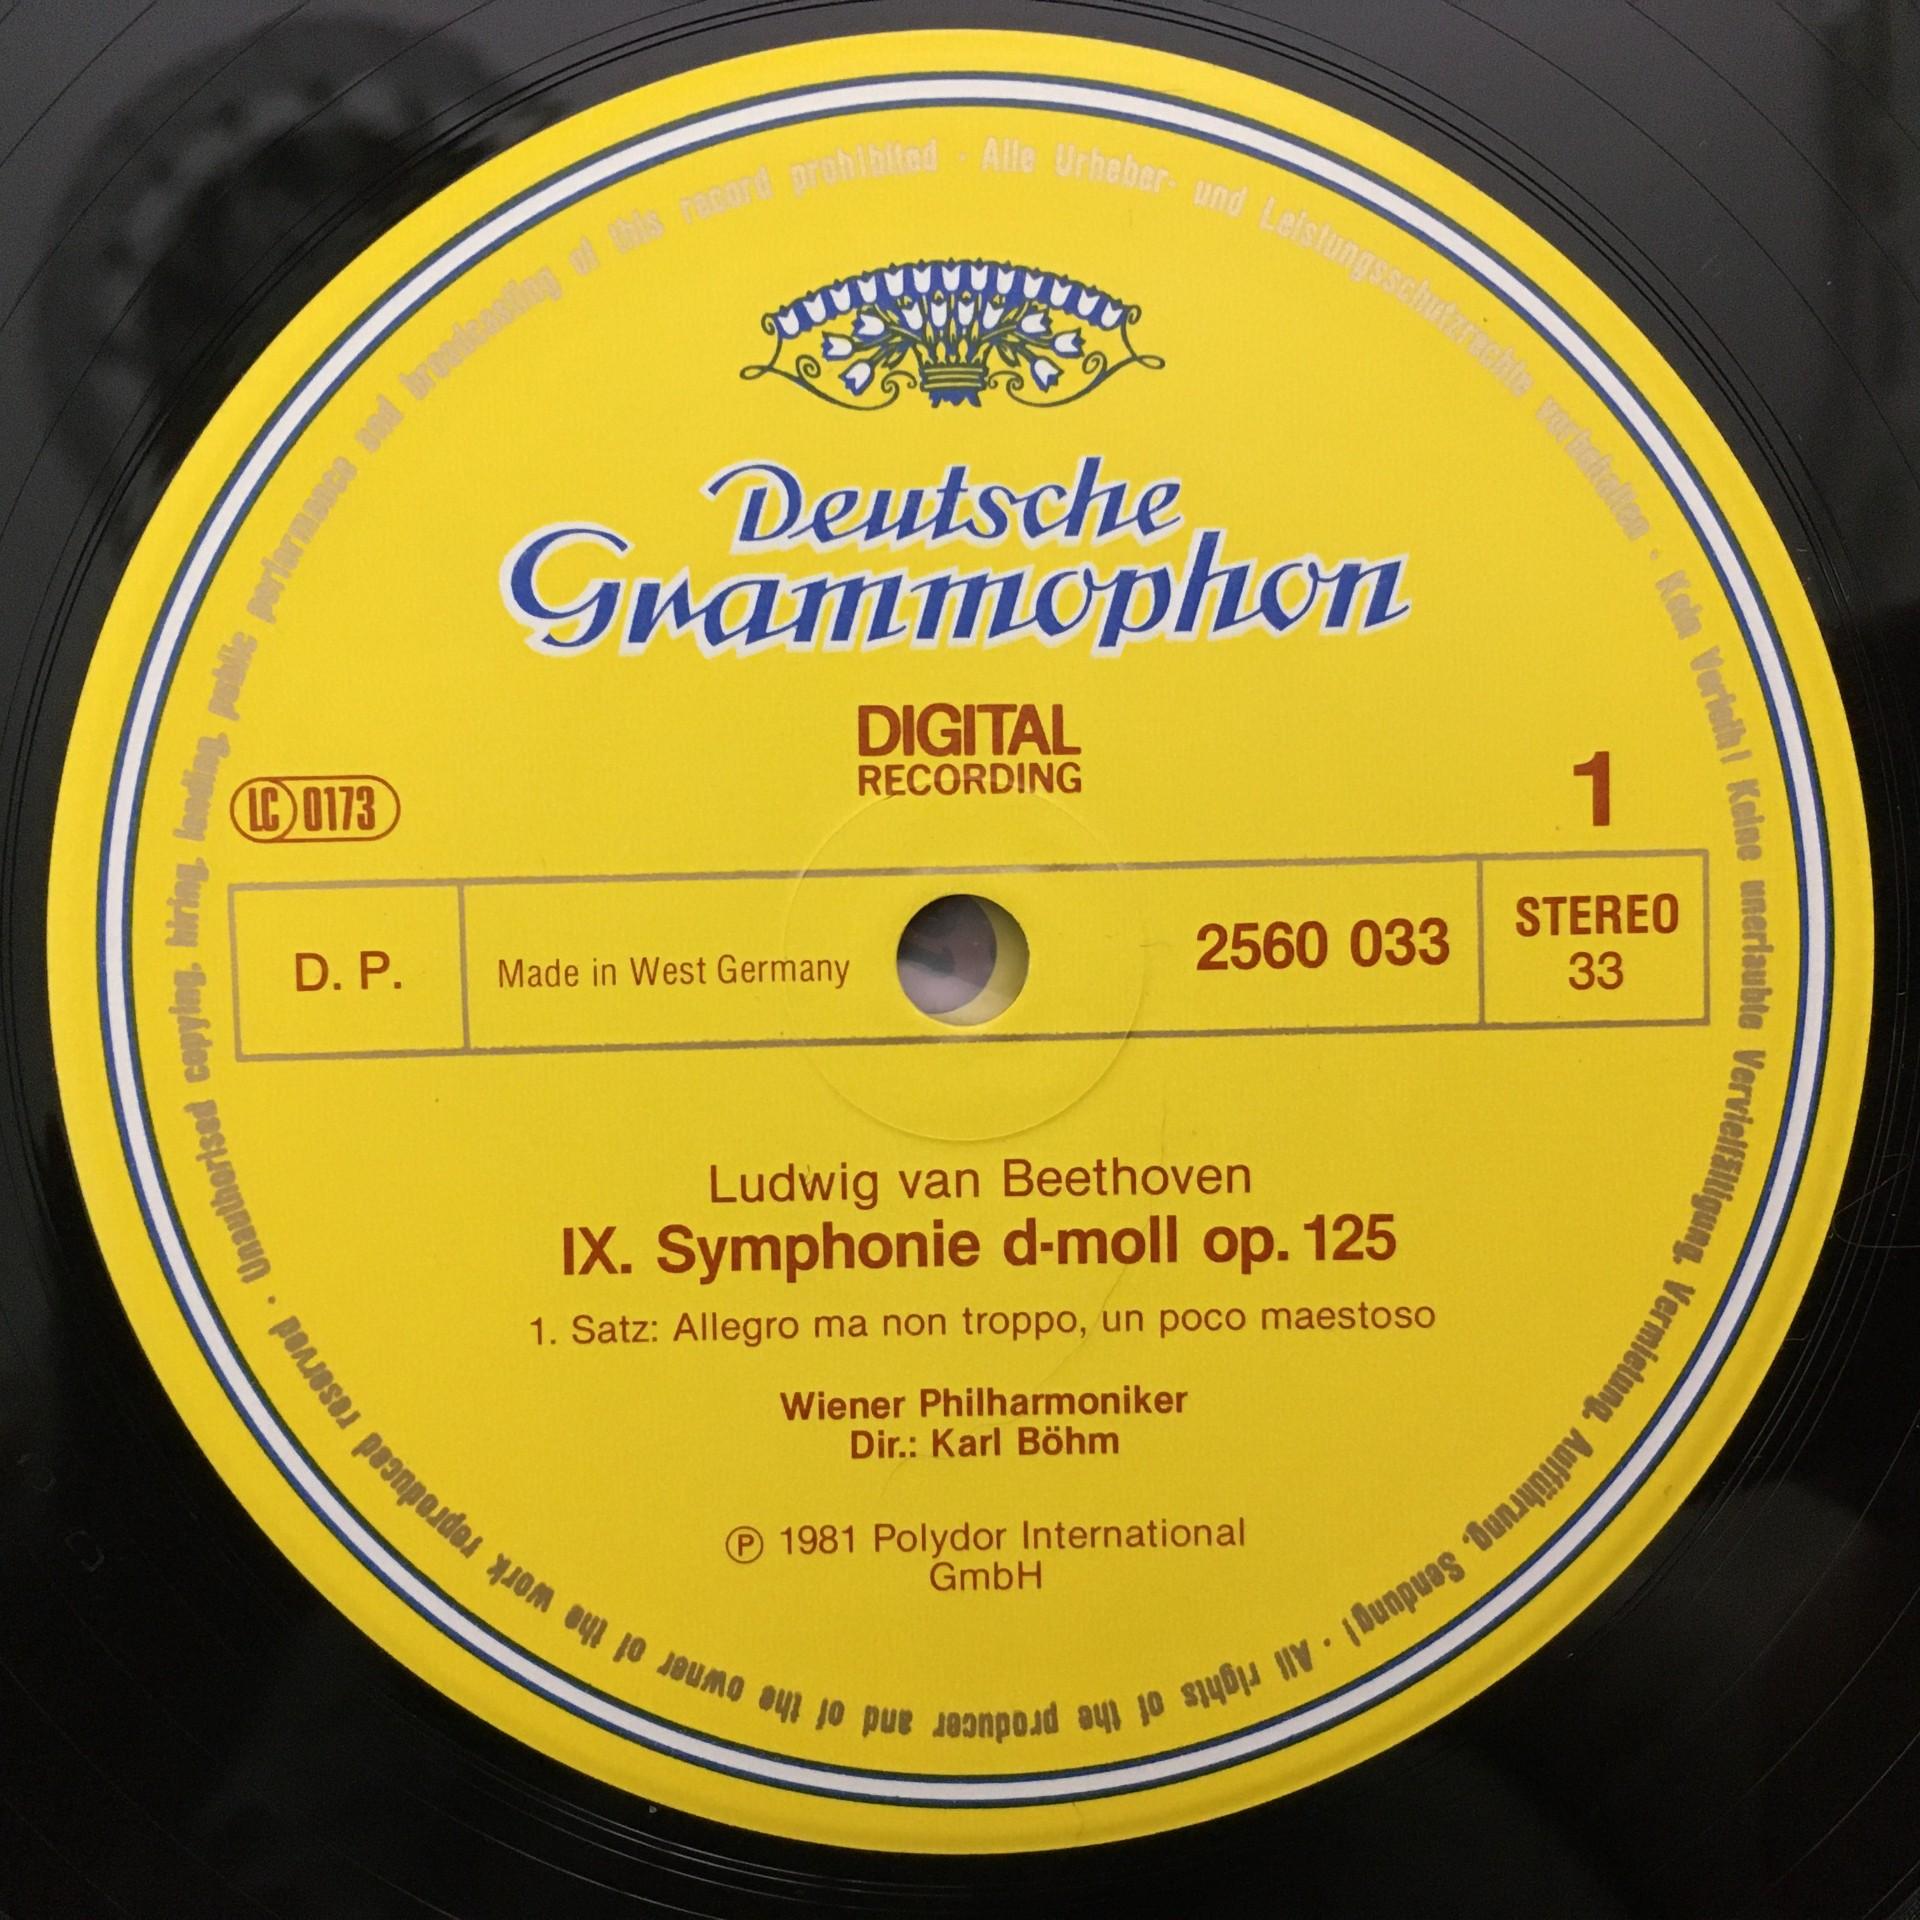 Deutsche
Grammophon
DIGITAL
RECORDING
LC 0173
1
D. P.
Made in West Germany
2560 033
STEREO
33
Ludwig van Beethoven
IX. Symphonie d-moll op. 125
1. Satz: Allegro ma non troppo, un poco maestoso
Wiener Philharmoniker
Dir.: Karl Böhm
Ⓟ 1981 Polydor International
GmbH
Alle Urheber- und Leistungsschutzrechte vorbehalten · Kein Verleih! Keine unerlaubte Vervielfältigung, Vermietung, Aufführung, Sendung! · All rights of the producer and of the owner of the work reproduced reserved · Unauthorised copying, hiring, lending, public performance and broadcasting of this record prohibited ·